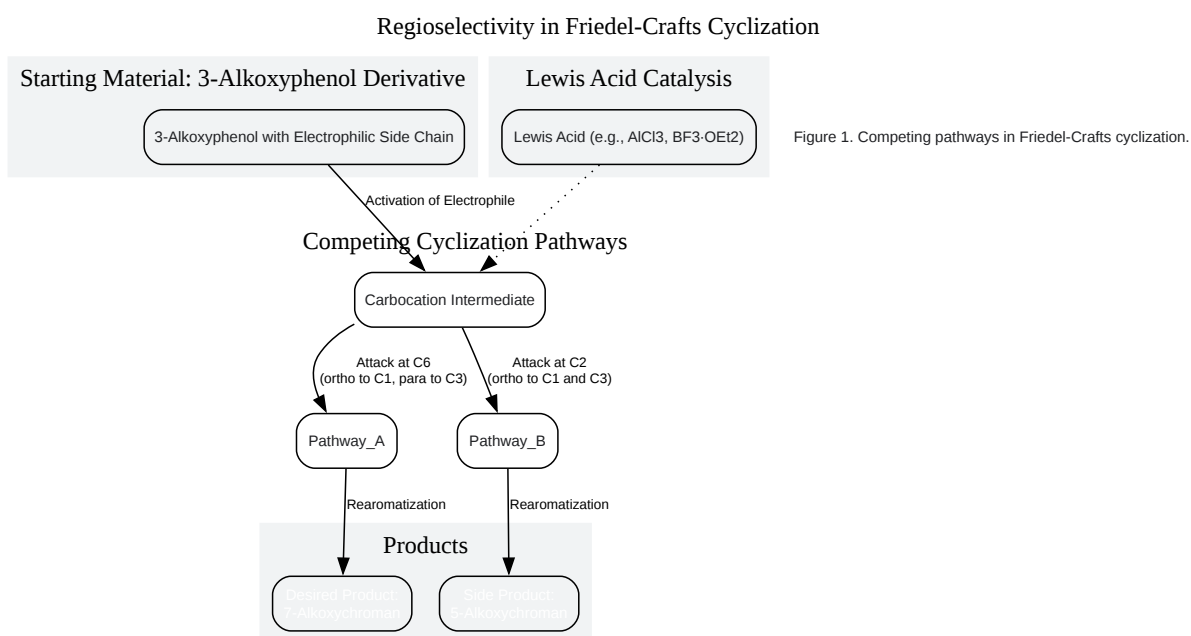 Regioselectivity in Friedel-Crafts Cyclization
Starting Material: 3-Alkoxyphenol Derivative
Lewis Acid Catalysis
3-Alkoxyphenol with Electrophilic Side Chain
Lewis Acid (e.g., AlCl3, BF3·OEt2)
Figure 1. Competing pathways in Friedel-Crafts cyclization.
Activation of Electrophile
Competing Cyclization Pathways
Carbocation Intermediate
Attack at C6
(ortho to C1, para to C3)
Attack at C2
(ortho to C1 and C3)
Pathway_A
Pathway_B
Rearomatization
Rearomatization
Products
Desired Product:
7-Alkoxychroman
Side Product:
5-Alkoxychroman